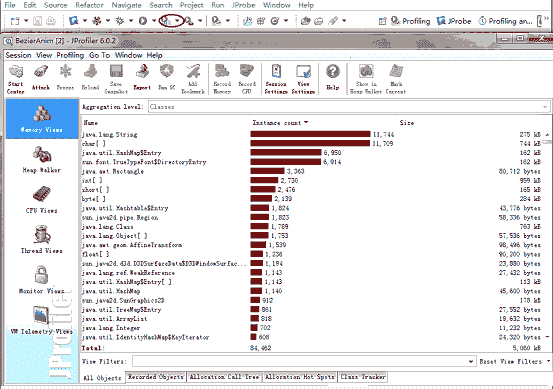 File Edit Source Refactor Navigate Search Project Run JProbe Window Help
Profiling JProbe Profiling an...
BezierAnim [2] - JProfiler 6.0.2
Session View Profiling Go To Window Help
Start Center Attach Freeze Save Snapshot Export Run GC Add Bookmark Record Memory Record CPU Session Settings View Settings Help Show in Heap Walker Mark Current
Aggregation level: Classes
Memory Views
Heap Walker
CPU Views
Thread Views
Monitor Views
VM Telemetry Views
Name Instance count Size
java.lang.String 11,744 275 kB
char[ ] 11,709 744 kB
java.util.HashMap$Entry 6,950 162 kB
sun.font.TrueTypeFont$DirectoryEntry 6,914 162 kB
java.awt.Rectangle 3,363 80,712 bytes
int[ ] 2,730 959 kB
short[ ] 2,476 165 kB
byte[ ] 2,139 284 kB
java.util.Hashtable$Entry 1,824 43,776 bytes
sun.java2d.pipe.Region 1,823 58,336 bytes
java.lang.Class 1,789 763 kB
java.lang.Object[ ] 1,753 57,536 bytes
java.awt.geom.AffineTransform 1,539 98,496 bytes
float[ ] 1,236 90,200 bytes
sun.java2d.d3d.D3DSurfaceData$D3DWindowSurfac... 1,194 23,880 bytes
java.lang.ref.WeakReference 1,143 27,432 bytes
java.util.HashMap$Entry[ ] 1,143 113 kB
java.util.HashMap 1,140 45,600 bytes
sun.java2d.SunGraphics2D 912 178 kB
java.util.TreeMap$Entry 861 27,552 bytes
java.util.ArrayList 818 19,632 bytes
java.lang.Integer 702 11,232 bytes
java.util.IdentityHashMap$KeyIterator 608 24,320 bytes
Total: 84,462 5,060 kB
View Filters: Reset View Filters
All Objects Recorded Objects Allocation Call Tree Allocation Hot Spots Class Tracker